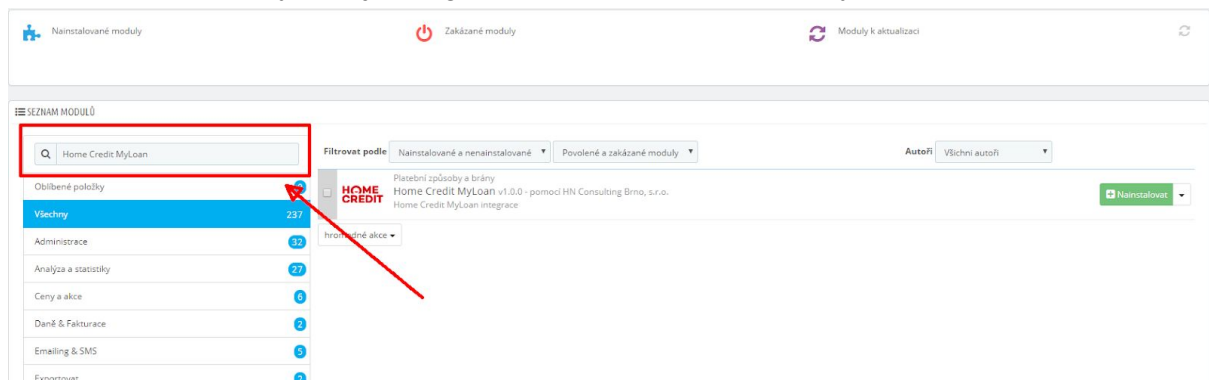 Nainstalované moduly
Zakázané moduly
Moduly k aktualizaci
SEZNAM MODULŮ
Home Credit MyLoan
Oblíbené položky
Všechny 237
Administrace 32
Analýza a statistiky 27
Ceny a akce 6
Daně & Fakturace 2
Emailing & SMS 5
Exportovat 2
Filtrovat podle Nainstalované a nenainstalované Povolené a zakázané moduly Autoři Všichni autoři
HOME CREDIT
Platební způsoby a brány
Home Credit MyLoan v1.0.0 - pomocí HN Consulting Brno, s.r.o.
Home Credit MyLoan integrace
Nainstalovat
hromadné akce